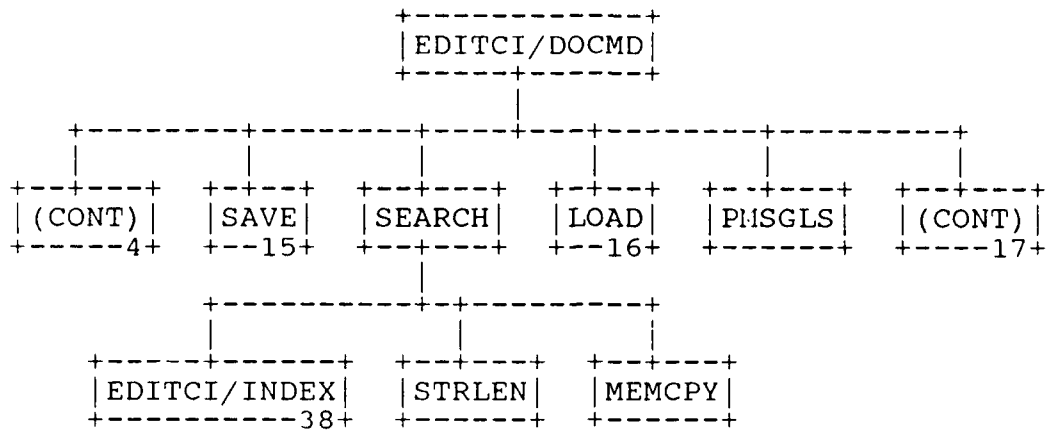 EDITCI/DOCMD
(CONT) SAVE SEARCH LOAD PMSGLS (CONT)
4 15 16 17
EDITCI/INDEX STRLEN MEMCPY
38